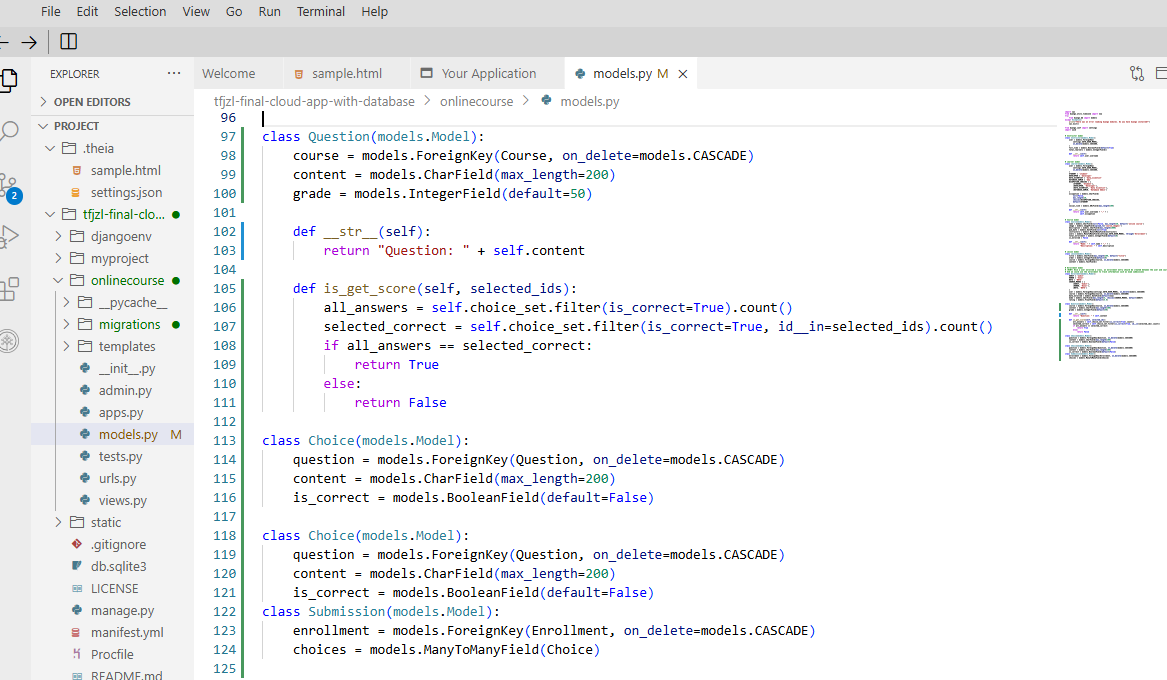 File Edit Selection View Go Run Terminal Help
EXPLORER
OPEN EDITORS
PROJECT
.theia
sample.html
settings.json
tfjzl-final-clo...
djangoenv
myproject
onlinecourse
__pycache__
migrations
templates
__init__.py
admin.py
apps.py
models.py M
tests.py
urls.py
views.py
static
.gitignore
db.sqlite3
LICENSE
manage.py
manifest.yml
Procfile
README.md
2
Welcome sample.html Your Application models.py M
tfjzl-final-cloud-app-with-database > onlinecourse > models.py
96
97 class Question(models.Model):
98     course = models.ForeignKey(Course, on_delete=models.CASCADE)
99     content = models.CharField(max_length=200)
100     grade = models.IntegerField(default=50)
101
102     def __str__(self):
103         return "Question: " + self.content
104
105     def is_get_score(self, selected_ids):
106         all_answers = self.choice_set.filter(is_correct=True).count()
107         selected_correct = self.choice_set.filter(is_correct=True, id__in=selected_ids).count()
108         if all_answers == selected_correct:
109             return True
110         else:
111             return False
112
113 class Choice(models.Model):
114     question = models.ForeignKey(Question, on_delete=models.CASCADE)
115     content = models.CharField(max_length=200)
116     is_correct = models.BooleanField(default=False)
117
118 class Choice(models.Model):
119     question = models.ForeignKey(Question, on_delete=models.CASCADE)
120     content = models.CharField(max_length=200)
121     is_correct = models.BooleanField(default=False)
122 class Submission(models.Model):
123     enrollment = models.ForeignKey(Enrollment, on_delete=models.CASCADE)
124     choices = models.ManyToManyField(Choice)
125